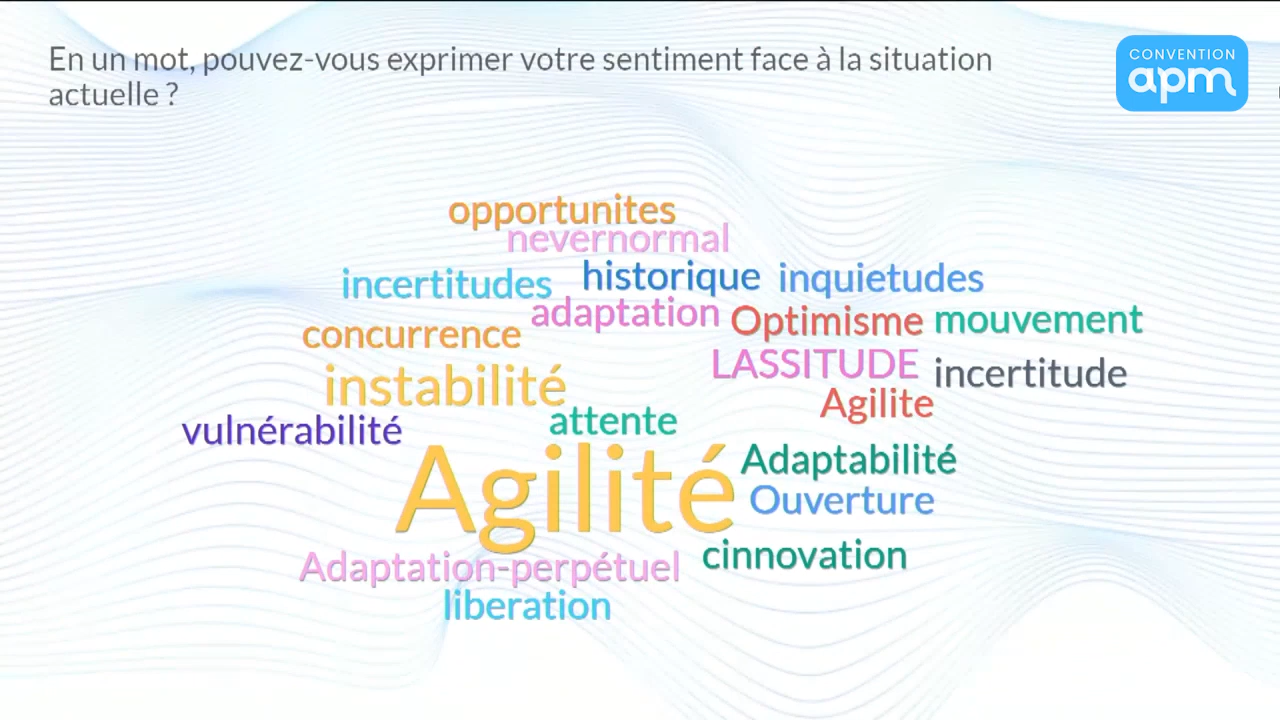 En un mot, pouvez-vous exprimer votre sentiment face à la situation
actuelle ?
CONVENTION
apm
opportunites
nevernormal
incertitudes historique inquietudes
adaptation Optimisme mouvement
concurrence
LASSITUDE incertitude
instabilité
Agilite
vulnérabilité attente
Agilité Adaptabilité
Ouverture
Adaptation-perpétuel cinnovation
liberation